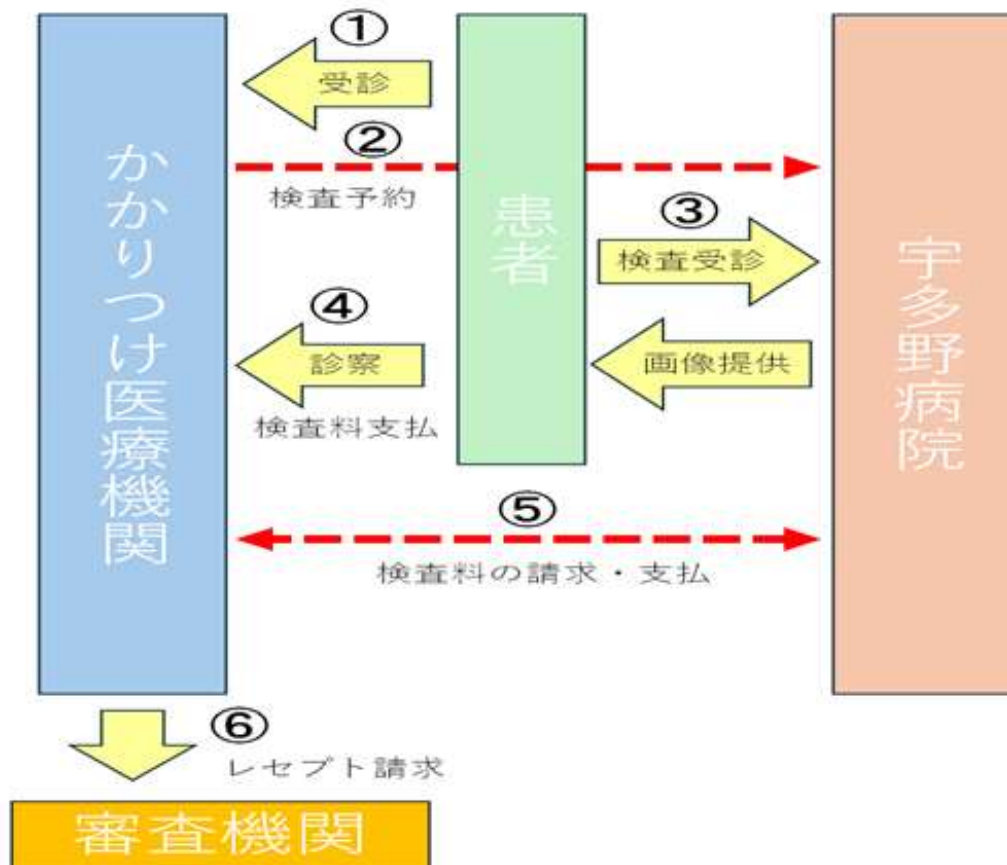 ①
受診
②
検査予約
③
検査受診
画像提供
④
診察
検査料支払
⑤
検査料の請求・支払
⑥
レセプト請求
かかりつけ医療機関
患者
宇多野病院
審査機関